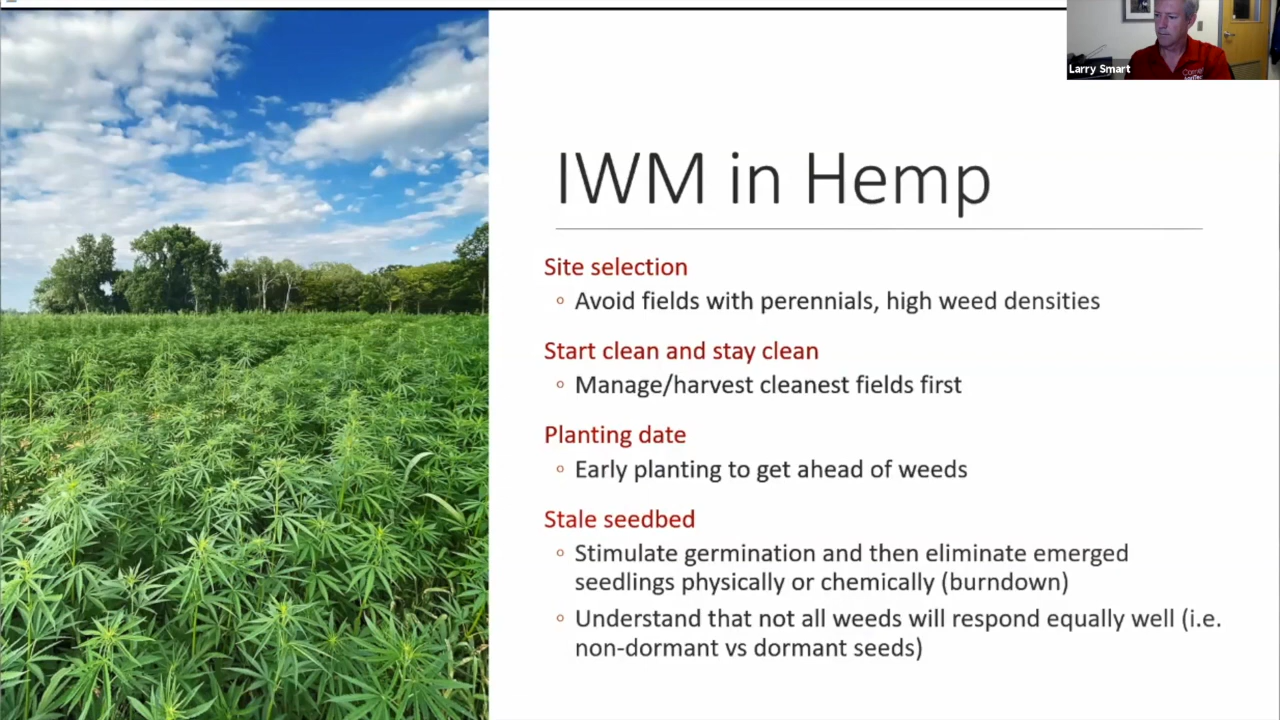 Larry Smart
IWM in Hemp
Site selection
◦ Avoid fields with perennials, high weed densities
Start clean and stay clean
◦ Manage/harvest cleanest fields first
Planting date
◦ Early planting to get ahead of weeds
Stale seedbed
◦ Stimulate germination and then eliminate emerged
seedlings physically or chemically (burndown)
◦ Understand that not all weeds will respond equally well (i.e.
non-dormant vs dormant seeds)